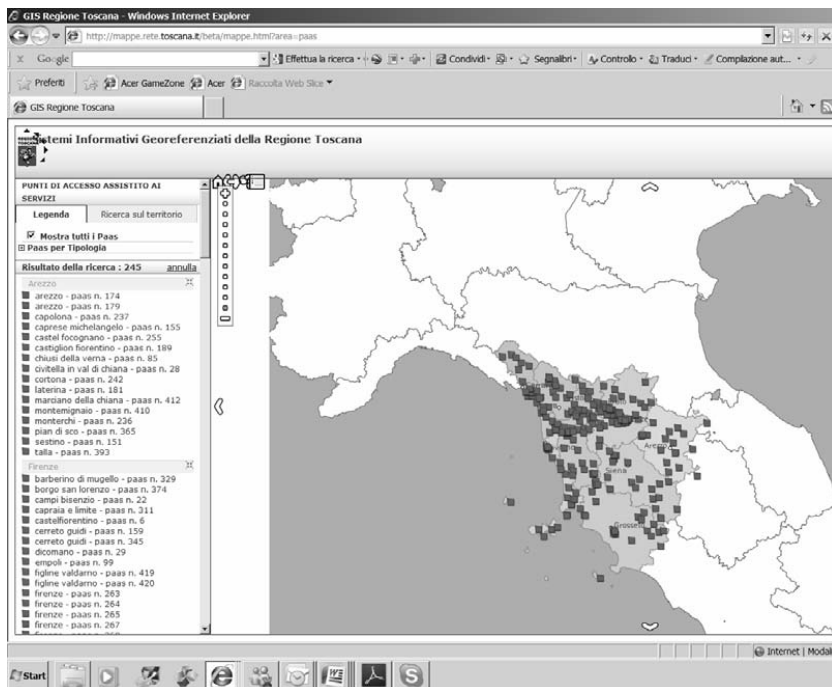 GIS Regione Toscana - Windows Internet Explorer
http://mappe.rete.toscana.it/beta/mappe.html?area=paas
x Google Effettua la ricerca Condividi Segnalibri Controllo Traduci Compilazione aut...
Preferiti Acer GameZone Acer Raccolta Web Slice
GIS Regione Toscana
stemi Informativi Georeferenziati della Regione Toscana
PUNTI DI ACCESSO ASSISTITO AI
SERVIZI
Legenda Ricerca sul territorio
Mostra tutti i Paas
Paas per Tipologia
Risultato della ricerca : 245 annulla
Arezzo
arezzo - paas n. 174
arezzo - paas n. 179
capolona - paas n. 237
caprese michelangelo - paas n. 155
castel focognano - paas n. 255
castiglion fiorentino - paas n. 189
chiusi della verna - paas n. 85
civitella in val di chiana - paas n. 28
cortona - paas n. 242
laterina - paas n. 181
marciano della chiana - paas n. 412
montemignaio - paas n. 410
monterchi - paas n. 236
pian di sco - paas n. 365
sestino - paas n. 151
talla - paas n. 393
Firenze
barberino di mugello - paas n. 329
borgo san lorenzo - paas n. 374
campi bisenzio - paas n. 22
capraia e limite - paas n. 311
castelfiorentino - paas n. 6
cerreto guidi - paas n. 159
cerreto guidi - paas n. 345
dicomano - paas n. 29
empoli - paas n. 99
figline valdarno - paas n. 419
figline valdarno - paas n. 420
firenze - paas n. 263
firenze - paas n. 264
firenze - paas n. 265
firenze - paas n. 267
Arezzo
Siena
Grosseto
Internet | Modal
Start